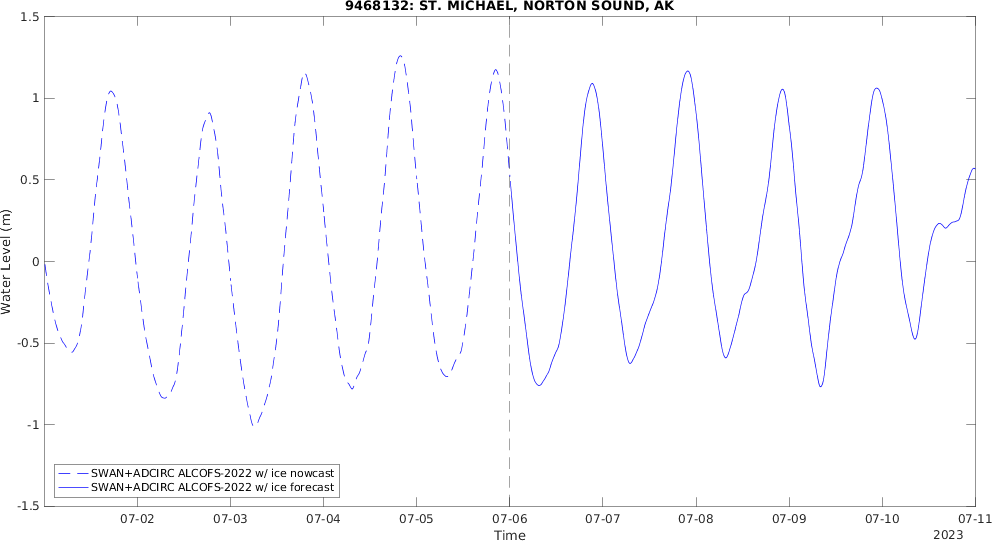 9468132: ST. MICHAEL, NORTON SOUND, AK
1.5
1
0.5
0
-0.5
-1
-1.5
Water Level (m)
SWAN+ADCIRC ALCOFS-2022 w/ ice nowcast
SWAN+ADCIRC ALCOFS-2022 w/ ice forecast
07-02 07-03 07-04 07-05 07-06 07-07 07-08 07-09 07-10 07-11
Time
2023